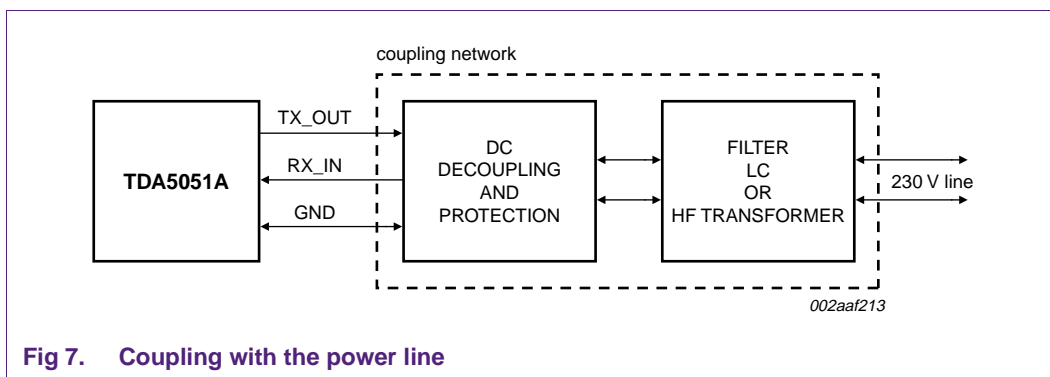 coupling network
TDA5051A
TX_OUT
RX_IN
GND
DC
DECOUPLING
AND
PROTECTION
FILTER
LC
OR
HF TRANSFORMER
230 V line
002aaf213
Fig 7. Coupling with the power line